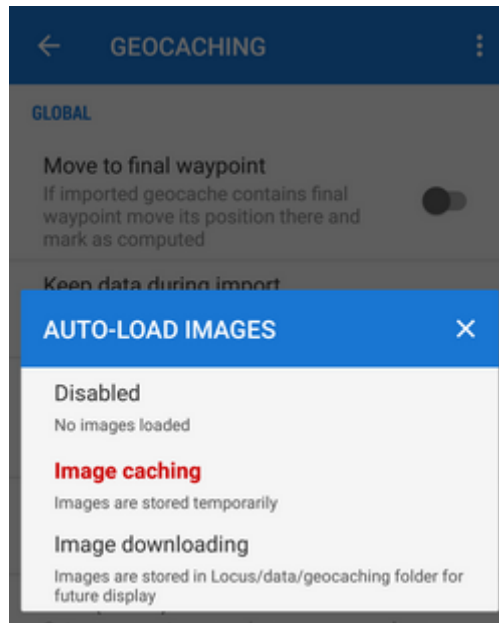 GEOCACHING
GLOBAL
Move to final waypoint
If imported geocache contains final
waypoint move its position there and
mark as computed
Keep data during import
AUTO-LOAD IMAGES
Disabled
No images loaded
Image caching
Images are stored temporarily
Image downloading
Images are stored in Locus/data/geocaching folder for
future display